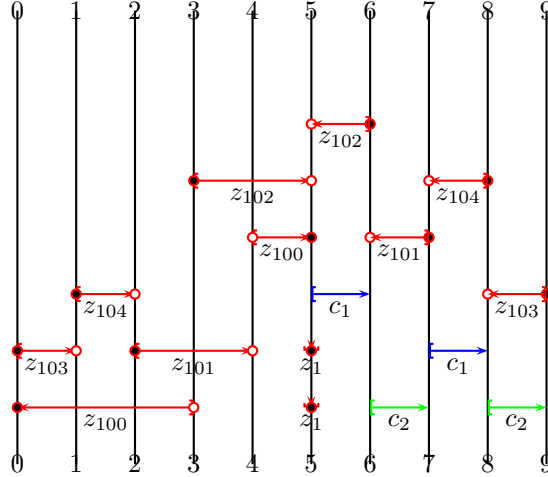 0 1 2 3 4 5 6 7 8 9
z₁₀₂
z₁₀₂ z₁₀₄
z₁₀₀ z₁₀₁
z₁₀₄ c₁ z₁₀₃
z₁₀₃ z₁₀₁ z₁ c₁
z₁₀₀ z₁ c₂ c₂
0 1 2 3 4 5 6 7 8 9